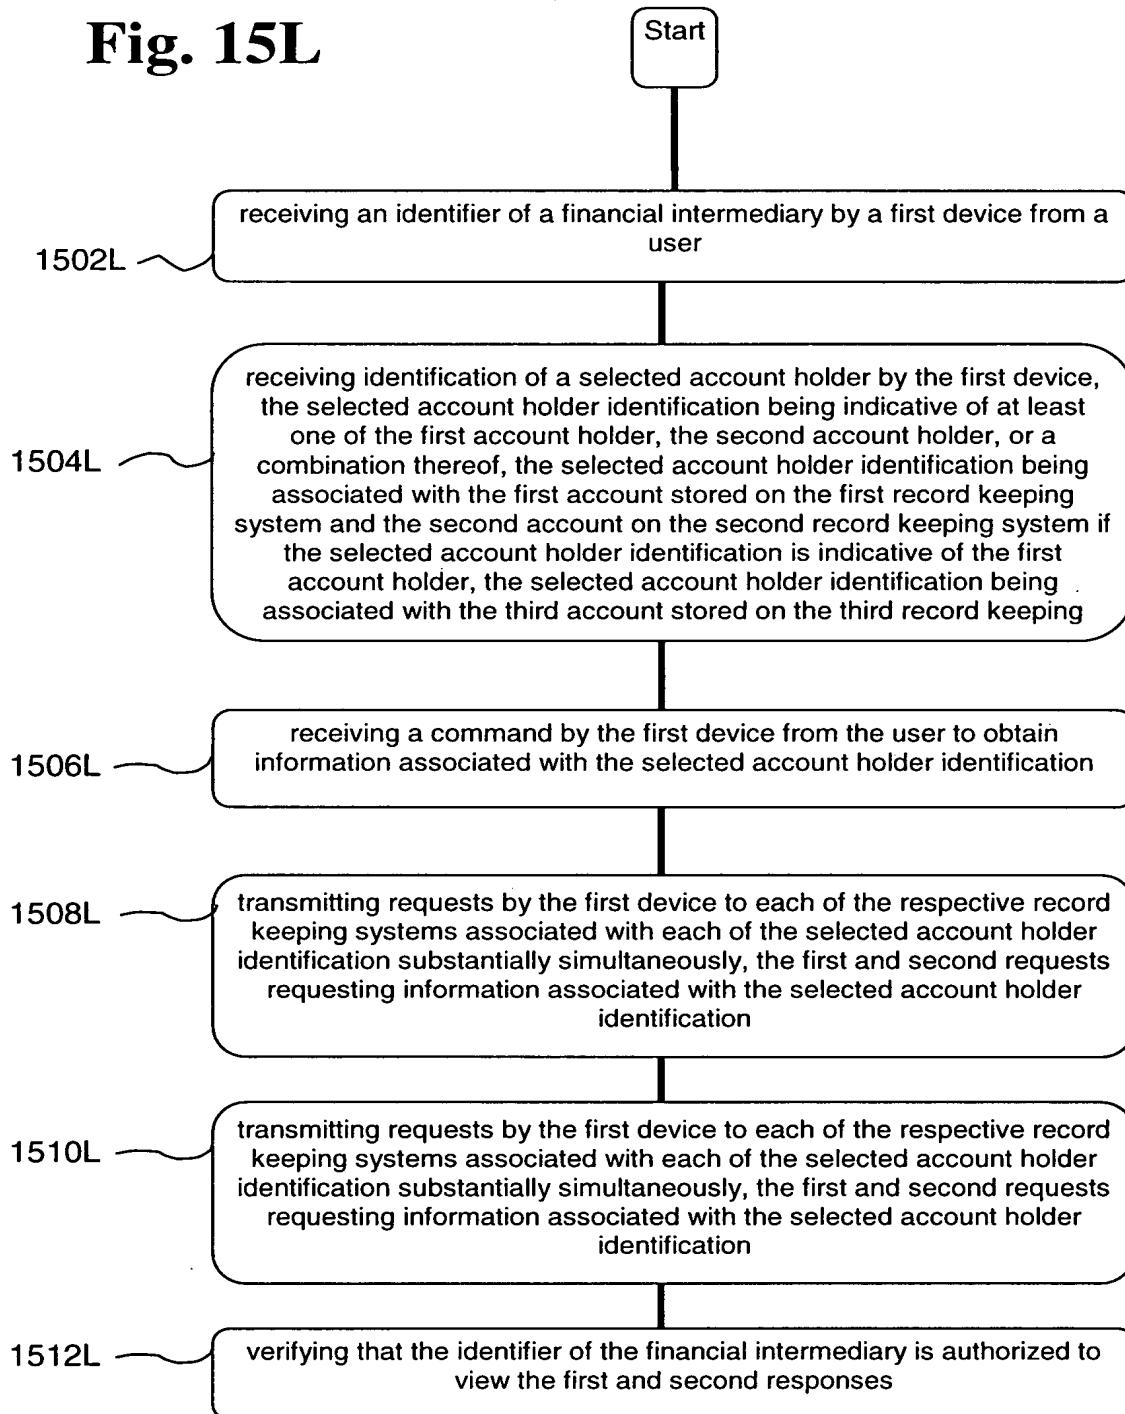 Fig. 15L
Start
receiving an identifier of a financial intermediary by a first device from a
user
1502L
receiving identification of a selected account holder by the first device,
the selected account holder identification being indicative of at least
one of the first account holder, the second account holder, or a
combination thereof, the selected account holder identification being
associated with the first account stored on the first record keeping
system and the second account on the second record keeping system if
the selected account holder identification is indicative of the first
account holder, the selected account holder identification being
associated with the third account stored on the third record keeping
1504L
receiving a command by the first device from the user to obtain
information associated with the selected account holder identification
1506L
transmitting requests by the first device to each of the respective record
keeping systems associated with each of the selected account holder
identification substantially simultaneously, the first and second requests
requesting information associated with the selected account holder
identification
1508L
transmitting requests by the first device to each of the respective record
keeping systems associated with each of the selected account holder
identification substantially simultaneously, the first and second requests
requesting information associated with the selected account holder
identification
1510L
verifying that the identifier of the financial intermediary is authorized to
view the first and second responses
1512L